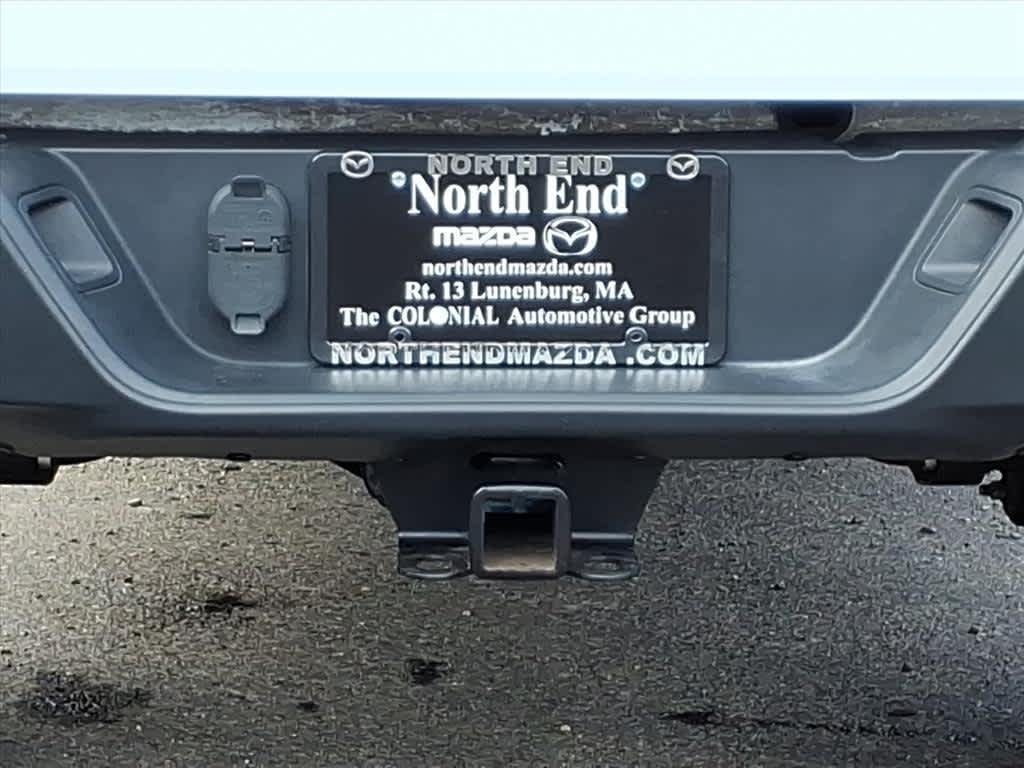 NORTH END
North End
mazda
northendmazda.com
Rt. 13 Lunenburg, MA
The COLONIAL Automotive Group
NORTHENDMAZDA.COM